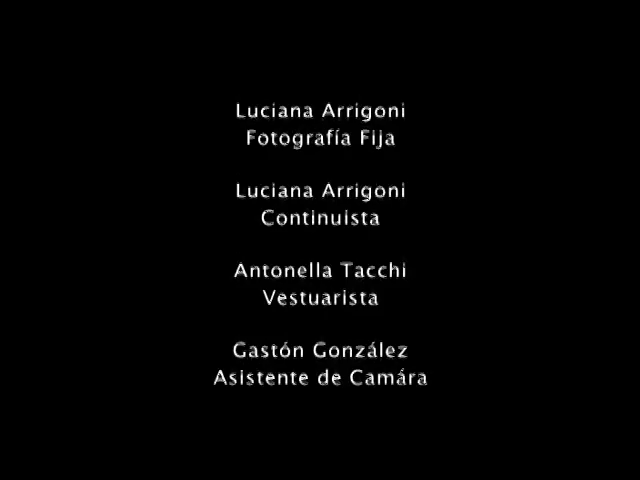 Luciana Arrigoni
Fotografía Fija
Luciana Arrigoni
Continuista
Antonella Tacchi
Vestuarista
Gastón González
Asistente de Camára